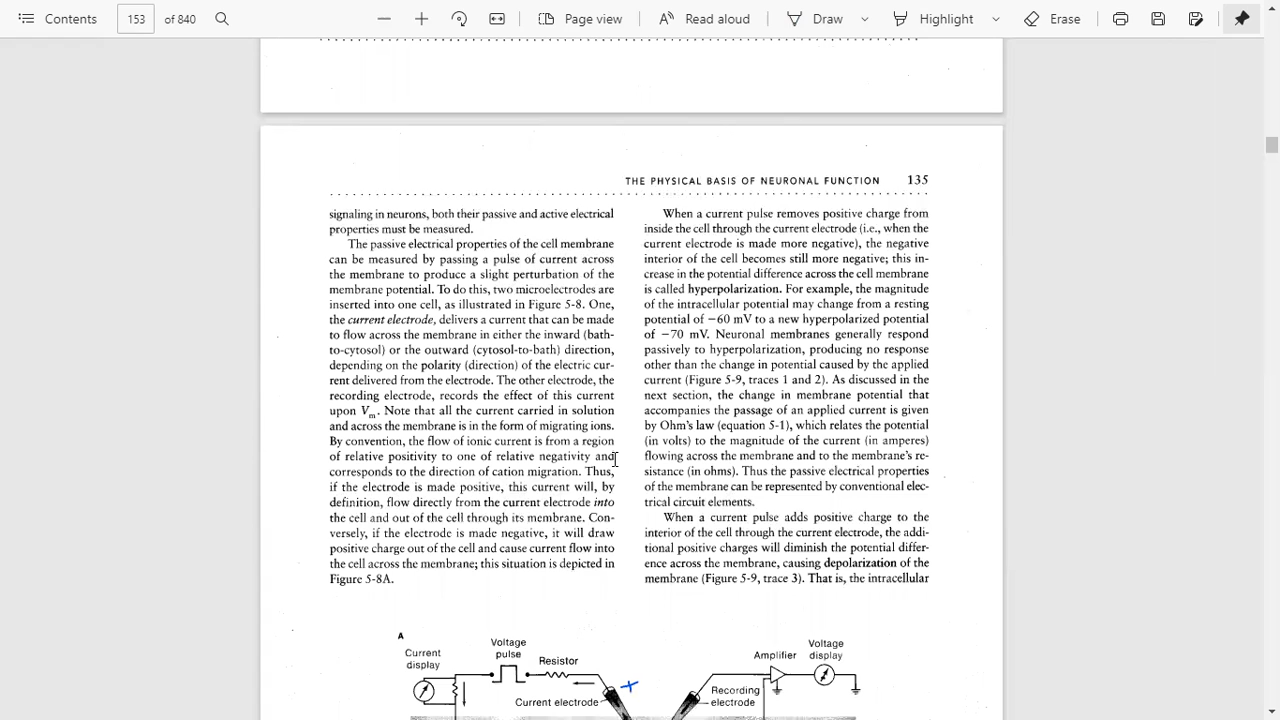 Contents
153
of 840
Page view
Read aloud
Draw
Highlight
Erase
THE PHYSICAL BASIS OF NEURONAL FUNCTION 135
signaling in neurons, both their passive and active electrical
properties must be measured.
The passive electrical properties of the cell membrane
can be measured by passing a pulse of current across
the membrane to produce a slight perturbation of the
membrane potential. To do this, two microelectrodes are
inserted into one cell, as illustrated in Figure 5-8. One,
the current electrode, delivers a current that can be made
to flow across the membrane in either the inward (bath-
to-cytosol) or the outward (cytosol-to-bath) direction,
depending on the polarity (direction) of the electric cur-
rent delivered from the electrode. The other electrode, the
recording electrode, records the effect of this current
upon Vm. Note that all the current carried in solution
and across the membrane is in the form of migrating ions.
By convention, the flow of ionic current is from a region
of relative positivity to one of relative negativity and
corresponds to the direction of cation migration. Thus,
if the electrode is made positive, this current will, by
definition, flow directly from the current electrode into
the cell and out of the cell through its membrane. Con-
versely, if the electrode is made negative, it will draw
positive charge out of the cell and cause current flow into
the cell across the membrane; this situation is depicted in
Figure 5-8A.
When a current pulse removes positive charge from
inside the cell through the current electrode (i.e., when the
current electrode is made more negative), the negative
interior of the cell becomes still more negative; this in-
crease in the potential difference across the cell membrane
is called hyperpolarization. For example, the magnitude
of the intracellular potential may change from a resting
potential of −60 mV to a new hyperpolarized potential
of −70 mV. Neuronal membranes generally respond
passively to hyperpolarization, producing no response
other than the change in potential caused by the applied
current (Figure 5-9, traces 1 and 2). As discussed in the
next section, the change in membrane potential that
accompanies the passage of an applied current is given
by Ohm's law (equation 5-1), which relates the potential
(in volts) to the magnitude of the current (in amperes)
flowing across the membrane and to the membrane's re-
sistance (in ohms). Thus the passive electrical properties
of the membrane can be represented by conventional elec-
trical circuit elements.
When a current pulse adds positive charge to the
interior of the cell through the current electrode, the addi-
tional positive charges will diminish the potential differ-
ence across the membrane, causing depolarization of the
membrane (Figure 5-9, trace 3). That is, the intracellular
A
Current
display
Voltage
pulse
Resistor
Current electrode
+
Amplifier
Voltage
display
Recording
electrode